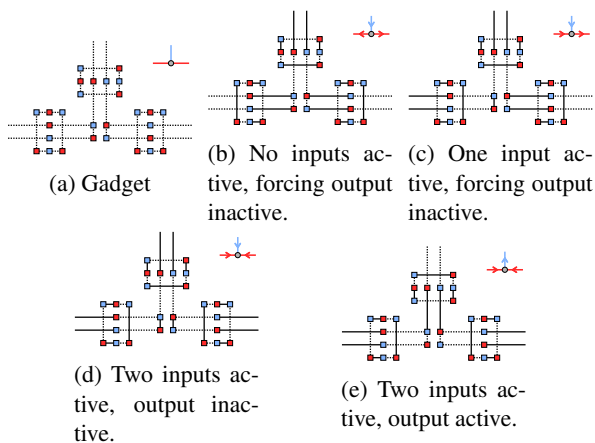 (a) Gadget
(b) No inputs ac-
tive, forcing output
inactive.
(c) One input ac-
tive, forcing output
inactive.
(d) Two inputs ac-
tive, output inac-
tive.
(e) Two inputs ac-
tive, output active.